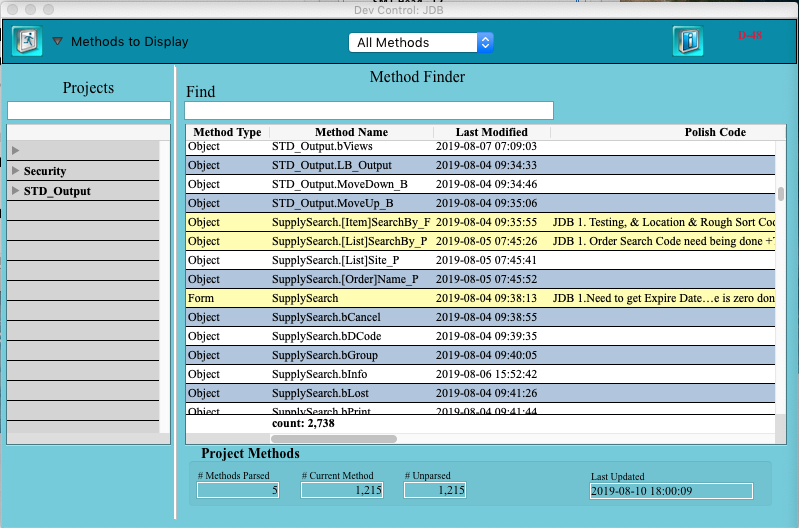 Dev Control: JDB
Methods to Display
All Methods
D-48
Projects
Security
STD_Output
Method Finder
Find
Method Type Method Name Last Modified Polish Code
Object STD_Output.bViews 2019-08-07 07:09:03
Object STD_Output.LB_Output 2019-08-04 09:34:33
Object STD_Output.MoveDown_B 2019-08-04 09:34:46
Object STD_Output.MoveUp_B 2019-08-04 09:35:06
Object SupplySearch.[Item]SearchBy_F 2019-08-04 09:35:55 JDB 1. Testing, & Location & Rough Sort Co
Object SupplySearch.[List]SearchBy_P 2019-08-05 07:45:26 JDB 1. Order Search Code need being done +
Object SupplySearch.[List]Site_P 2019-08-05 07:45:41
Object SupplySearch.[Order]Name_P 2019-08-05 07:45:52
Form SupplySearch 2019-08-04 09:38:13 JDB 1.Need to get Expire Date…e is zero don
Object SupplySearch.bCancel 2019-08-04 09:38:55
Object SupplySearch.bDCode 2019-08-04 09:39:35
Object SupplySearch.bGroup 2019-08-04 09:40:05
Object SupplySearch.bInfo 2019-08-06 15:52:42
Object SupplySearch.bLost 2019-08-04 09:41:26
Object SupplySearch.bPrint 2019-08-04 09:41:44
count: 2,738
Project Methods
# Methods Parsed # Current Method # Unparsed Last Updated
5 1,215 1,215 2019-08-10 18:00:09